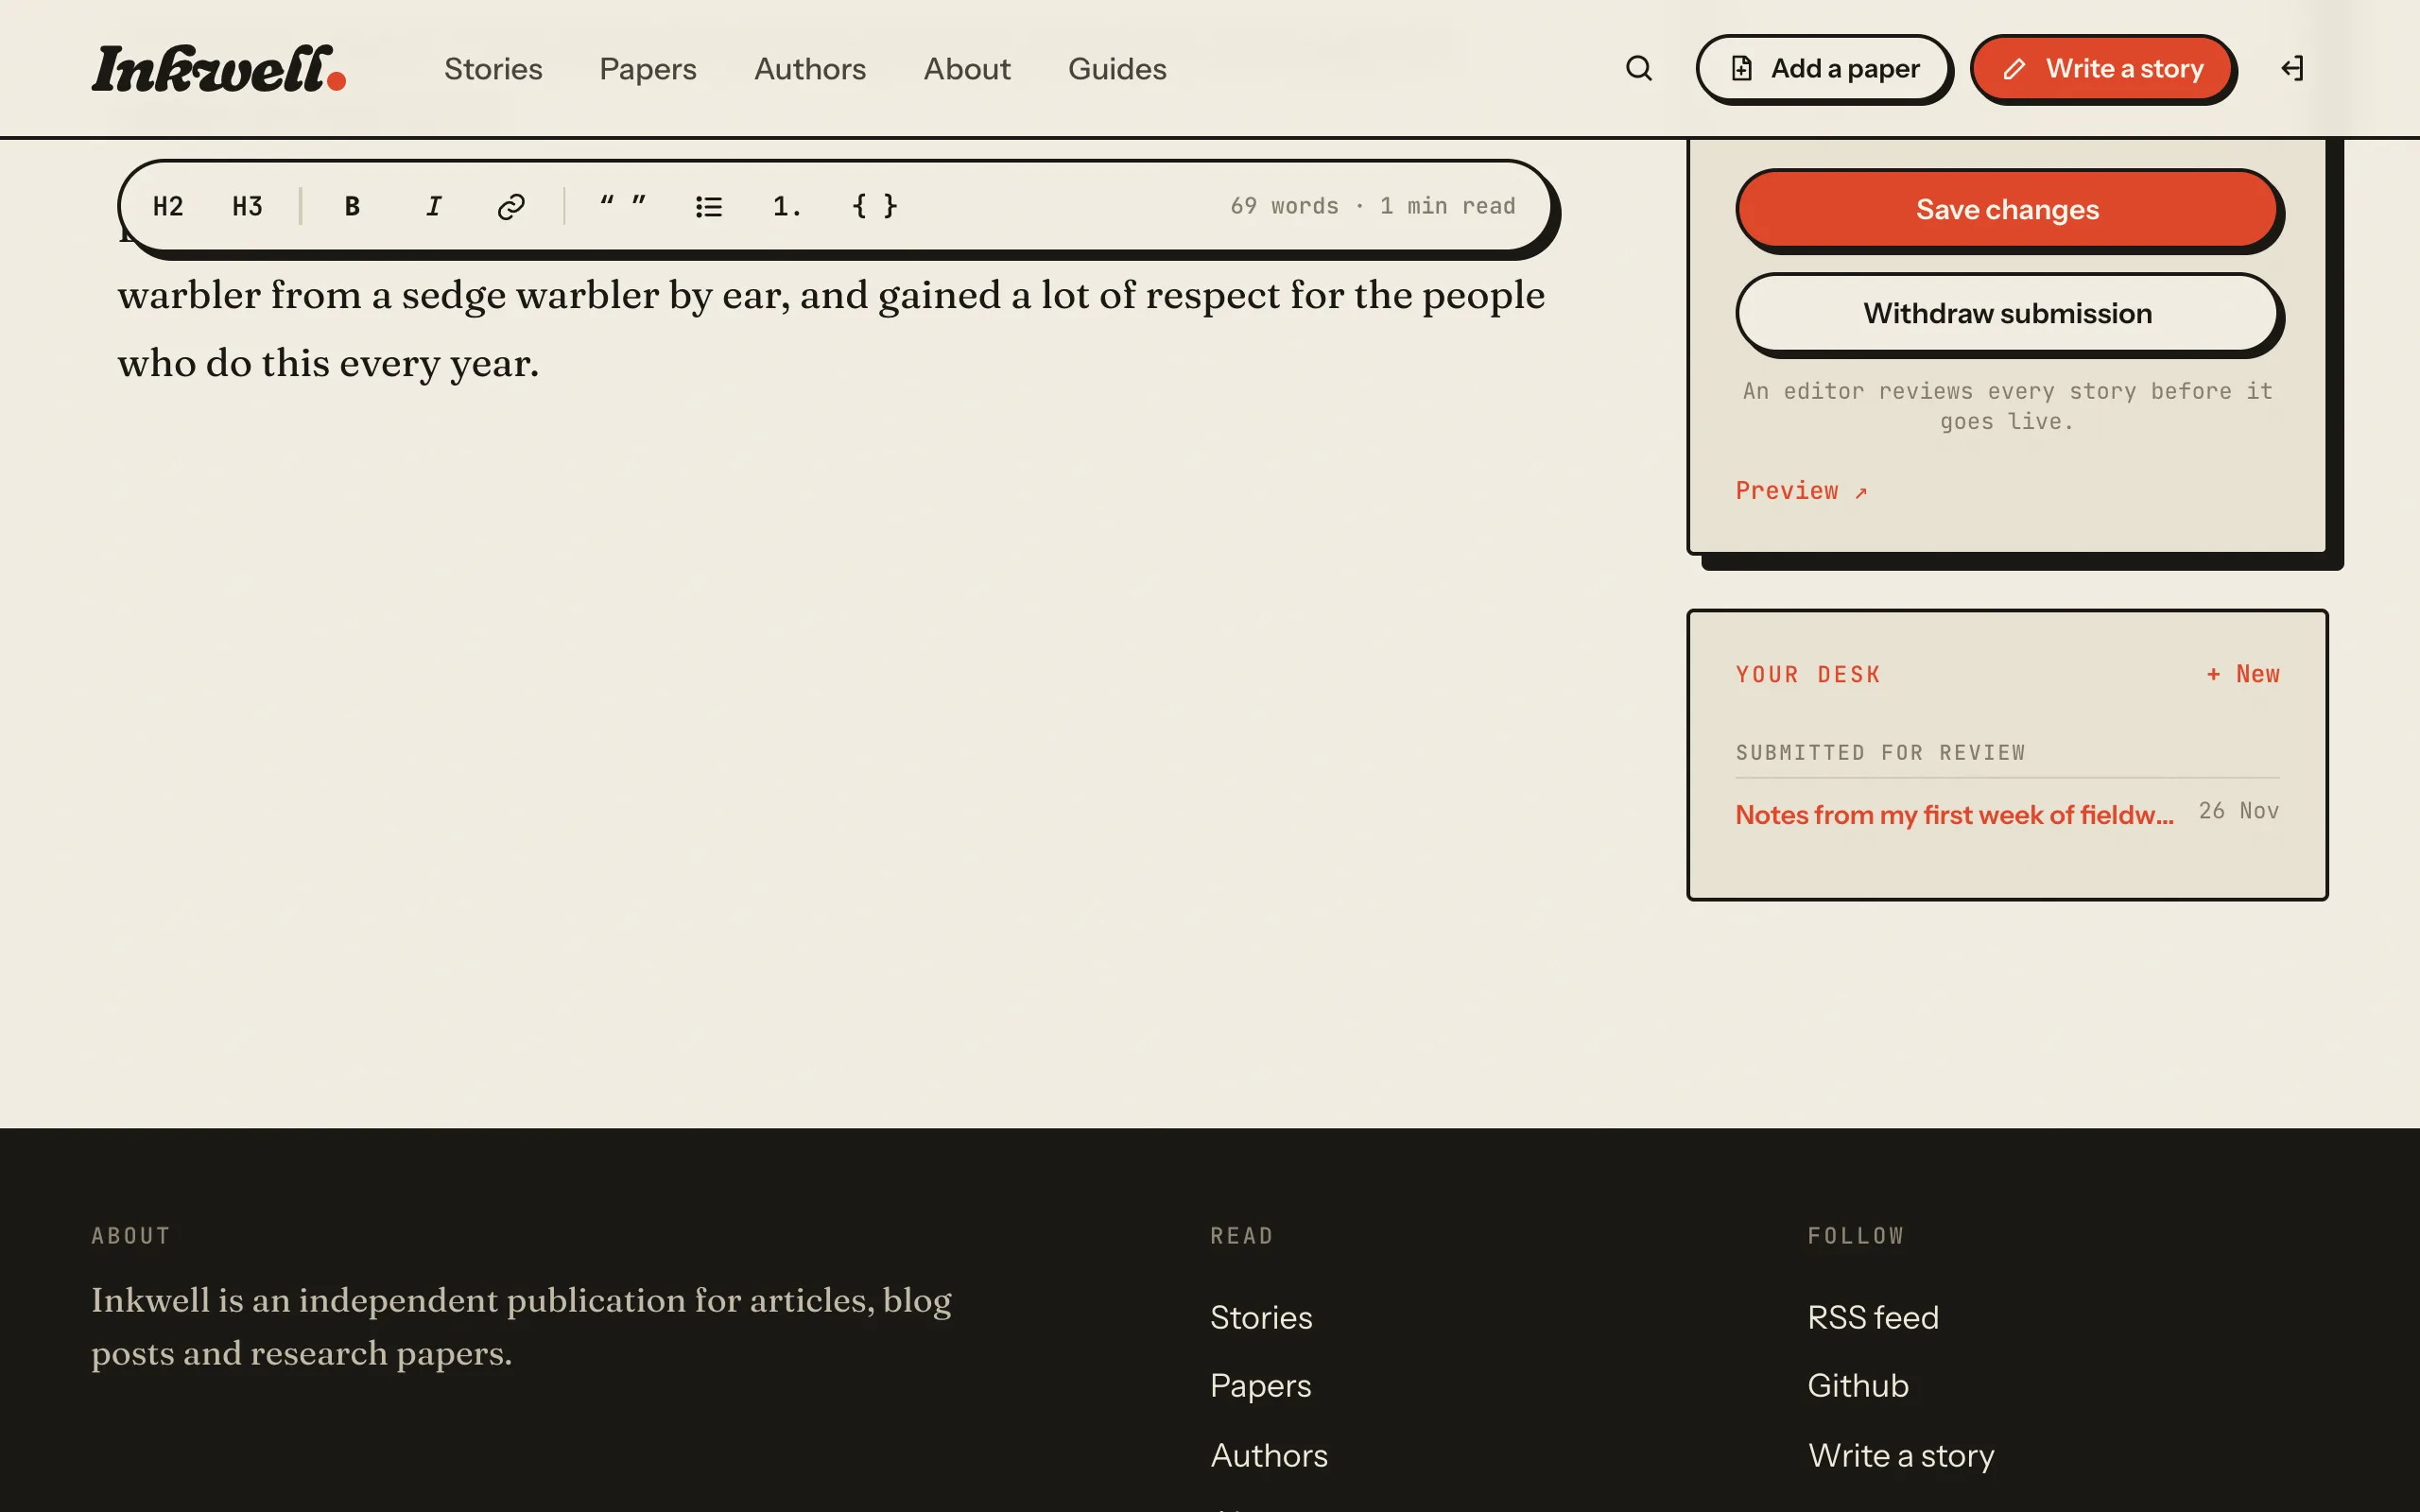 Inkwell.
Stories
Papers
Authors
About
Guides
Add a paper
Write a story
H2
H3
B
I
“ ”
1.
{ }
69 words · 1 min read
warbler from a sedge warbler by ear, and gained a lot of respect for the people
who do this every year.
Save changes
Withdraw submission
An editor reviews every story before it
goes live.
Preview ↗
YOUR DESK
+ New
SUBMITTED FOR REVIEW
Notes from my first week of fieldw...
26 Nov
ABOUT
Inkwell is an independent publication for articles, blog
posts and research papers.
READ
Stories
Papers
Authors
FOLLOW
RSS feed
Github
Write a story